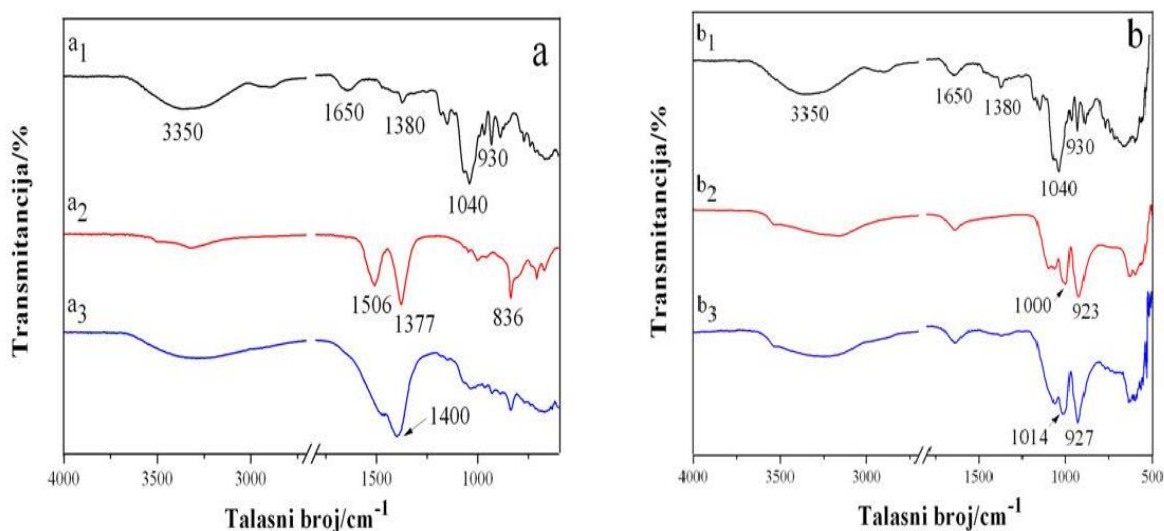 a
a1
1650
1380
3350
930
1040
a2
1506
1377
836
a3
1400
Transmitancija/%
4000 3500 3000 1500 1000
Talasni broj/cm-1
b
b1
1650
1380
3350
930
1040
b2
1000
923
b3
1014
927
Transmitancija/%
4000 3500 3000 1500 1000 500
Talasni broj/cm-1